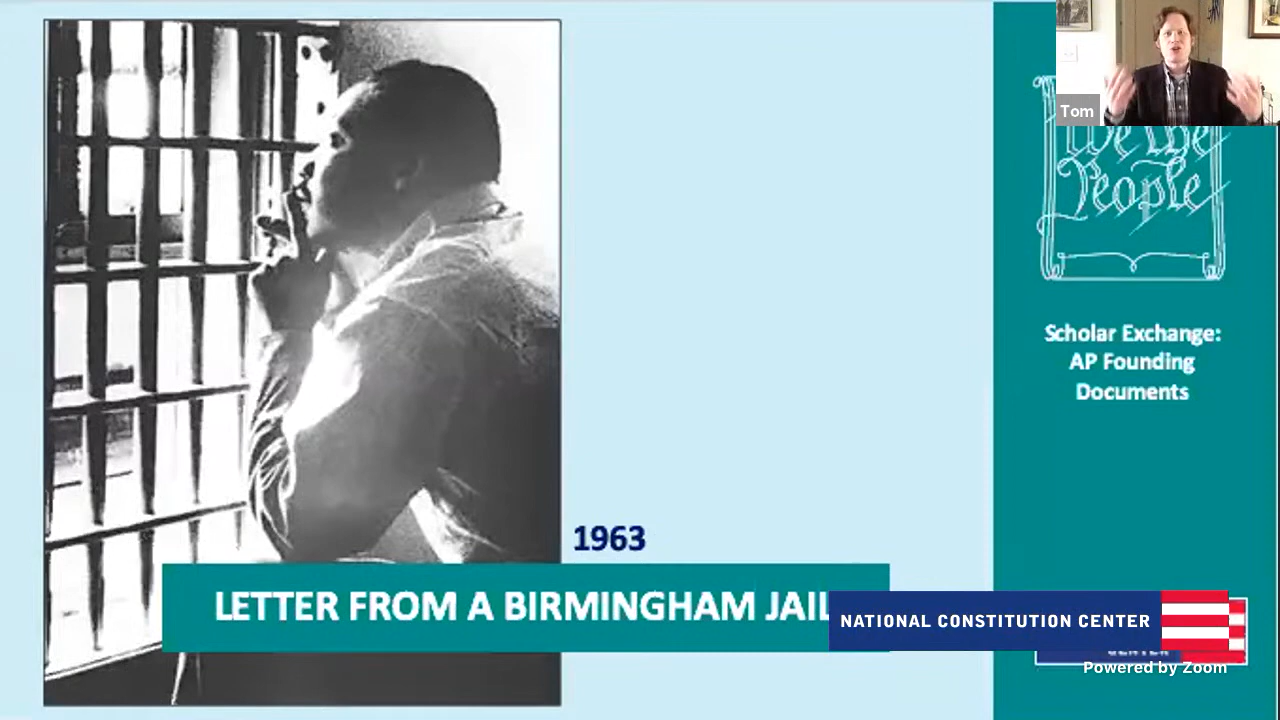 Tom
We the
People
Scholar Exchange:
AP Founding
Documents
1963
LETTER FROM A BIRMINGHAM JAIL
NATIONAL CONSTITUTION CENTER
CENTER
Powered by Zoom